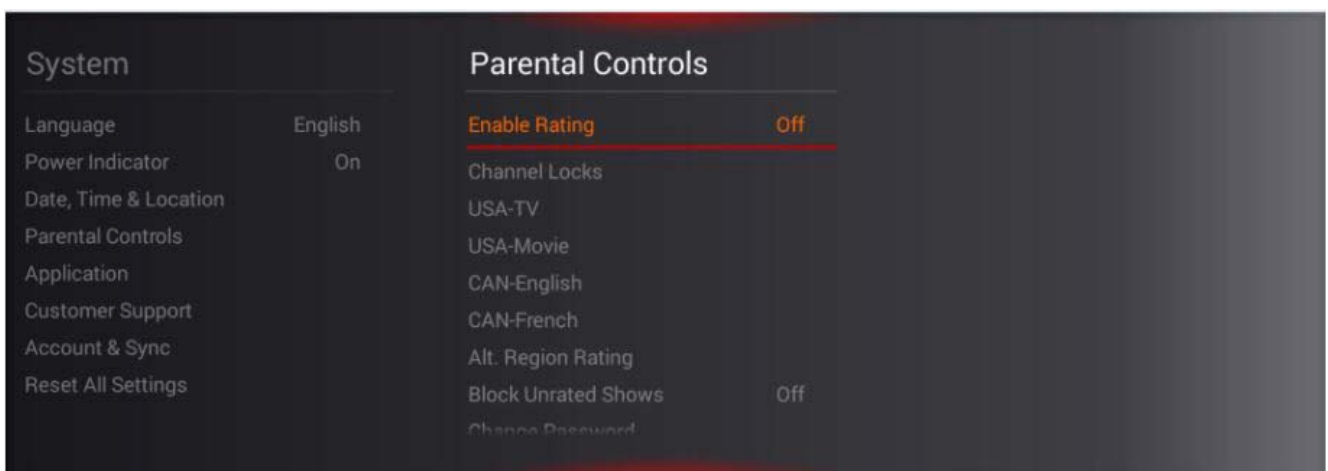 System
Language English
Power Indicator On
Date, Time & Location
Parental Controls
Application
Customer Support
Account & Sync
Reset All Settings
Parental Controls
Enable Rating Off
Channel Locks
USA-TV
USA-Movie
CAN-English
CAN-French
Alt. Region Rating
Block Unrated Shows Off
Change Password